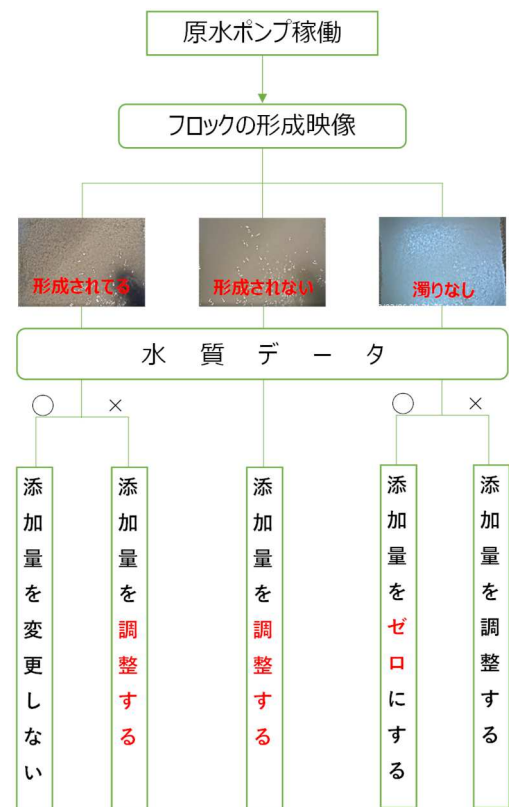 原水ポンプ稼働
フロックの形成映像
形成されてる
形成されない
濁りなし
水質データ
○
×
○
×
添加量を変更しない
添加量を調整する
添加量を調整する
添加量をゼロにする
添加量を調整する